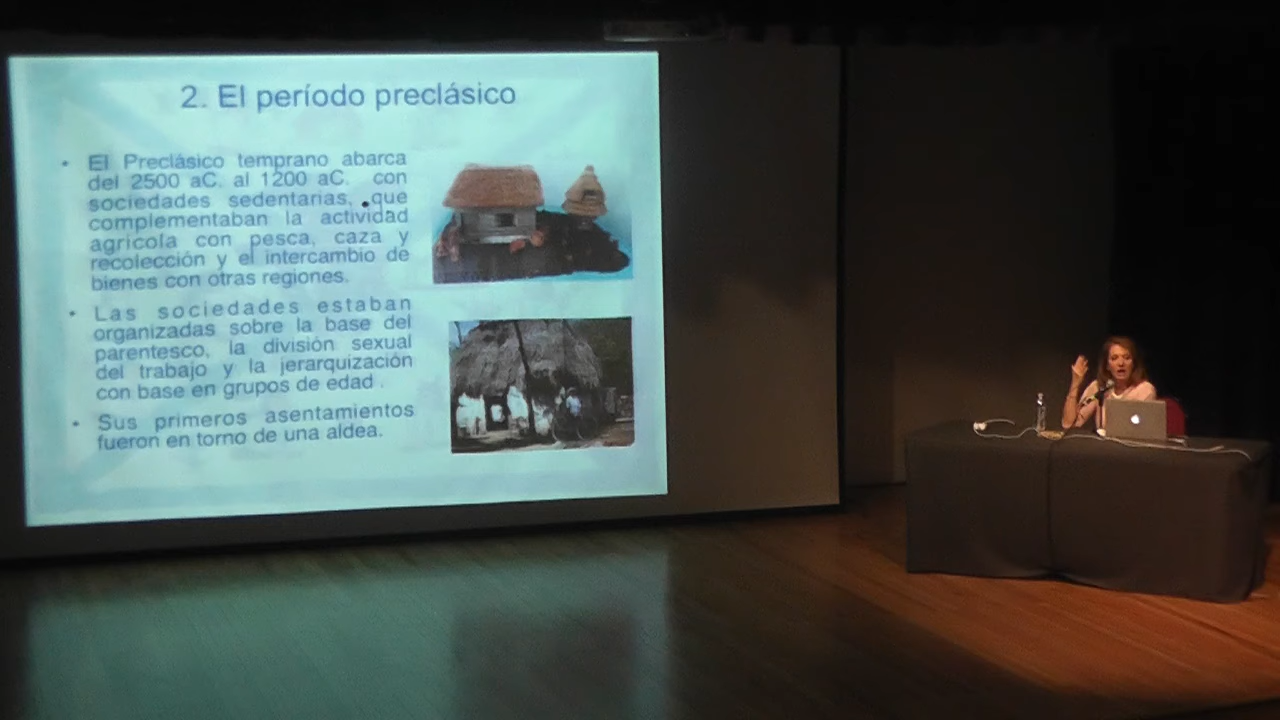 2. El período preclásico
• El Preclásico temprano abarca
del 2500 aC. al 1200 aC. con
sociedades sedentarias, que
complementaban la actividad
agrícola con pesca, caza y
recolección y el intercambio de
bienes con otras regiones.
• Las sociedades estaban
organizadas sobre la base del
parentesco, la división sexual
del trabajo y la jerarquización
con base en grupos de edad .
• Sus primeros asentamientos
fueron en torno de una aldea.